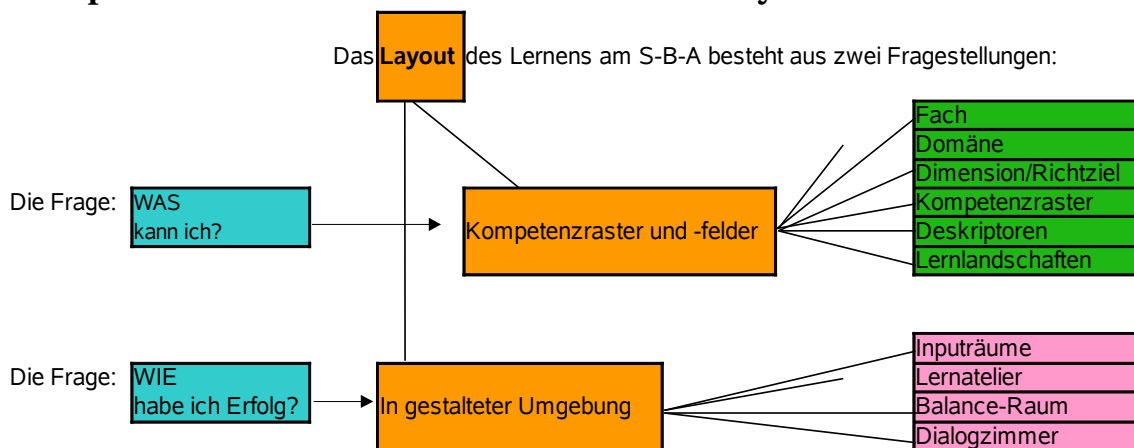 Das Layout des Lernens am S-B-A besteht aus zwei Fragestellungen:
Fach
Domäne
Dimension/Richtziel
Die Frage:
WAS
kann ich?
Kompetenzraster und -felder
Kompetenzraster
Deskriptoren
Lernlandschaften
Die Frage:
WIE
habe ich Erfolg?
In gestalteter Umgebung
Inputräume
Lernatelier
Balance-Raum
Dialogzimmer